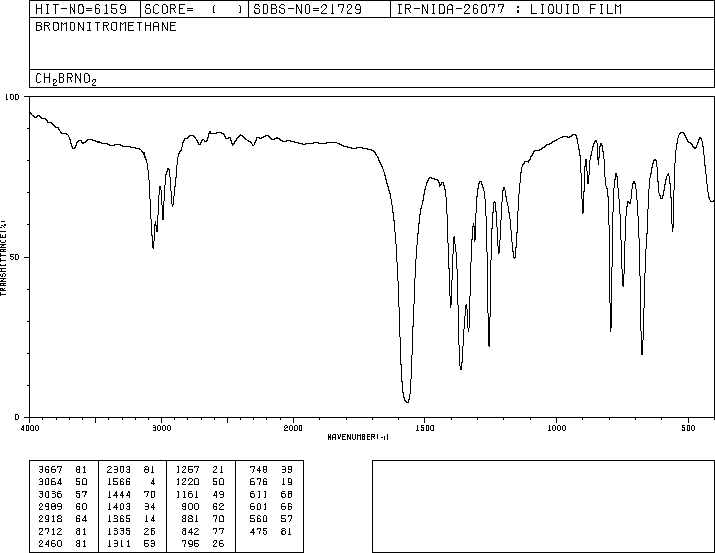 HIT-NO=6159 SCORE= ( ) SDBS-NO=21729 IR-NIDA-26077 : LIQUID FILM
BROMONITROMETHANE
CH2BRNO2
100
TRANSMITTANCE(%)
50
0
4000 3000 2000 1500 1000 500
WAVENUMBER(-1)
3667 81 2303 81 1257 21 748 39
3064 50 1566 4 1220 50 676 19
3036 57 1444 70 1161 49 611 68
2989 60 1403 34 900 62 601 66
2918 64 1365 14 881 70 560 57
2712 81 1335 26 842 77 475 81
2460 81 1311 53 795 26